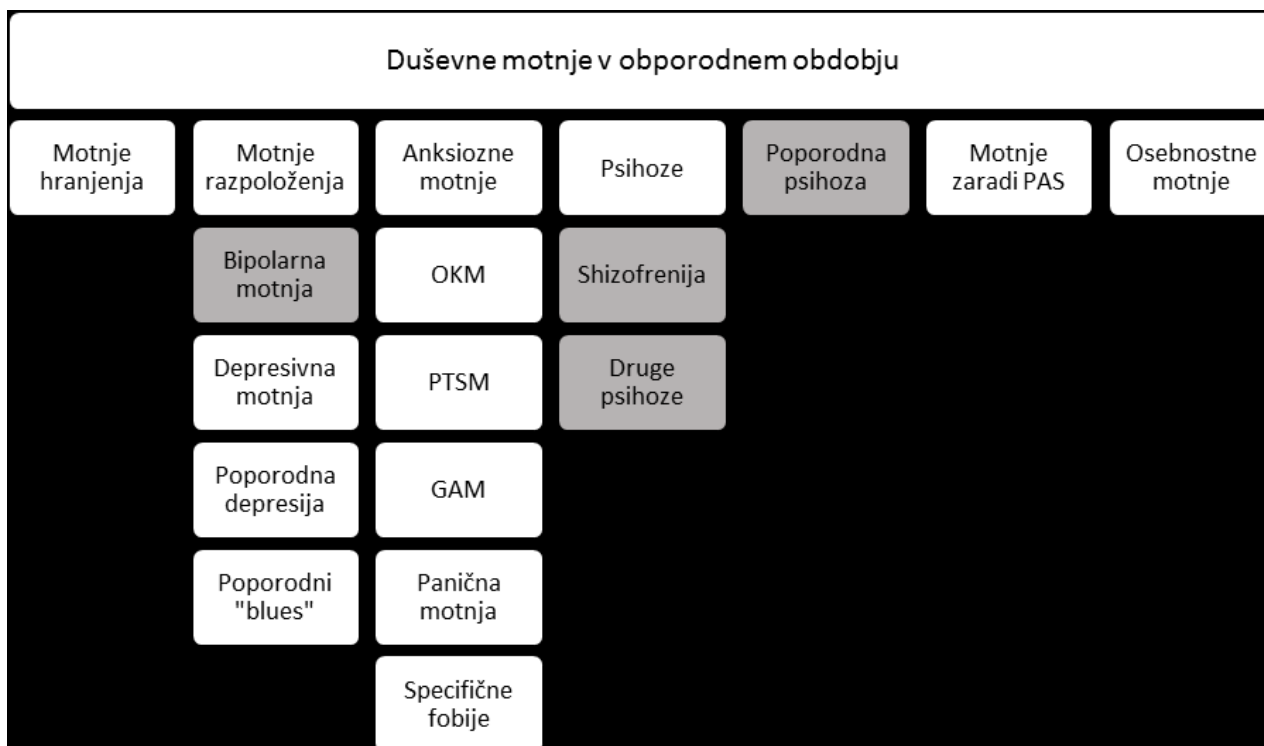 Duševne motnje v obporodnem obdobju
Motnje
hranjenja
Motnje
razpoloženja
Anksiozne
motnje
Psihoze
Poporodna
psihoza
Motnje
zaradi PAS
Osebnostne
motnje
Bipolarna
motnja
OKM
Shizofrenija
Depresivna
motnja
PTSM
Druge
psihoze
Poporodna
depresija
GAM
Poporodni
"blues"
Panična
motnja
Specifične
fobije